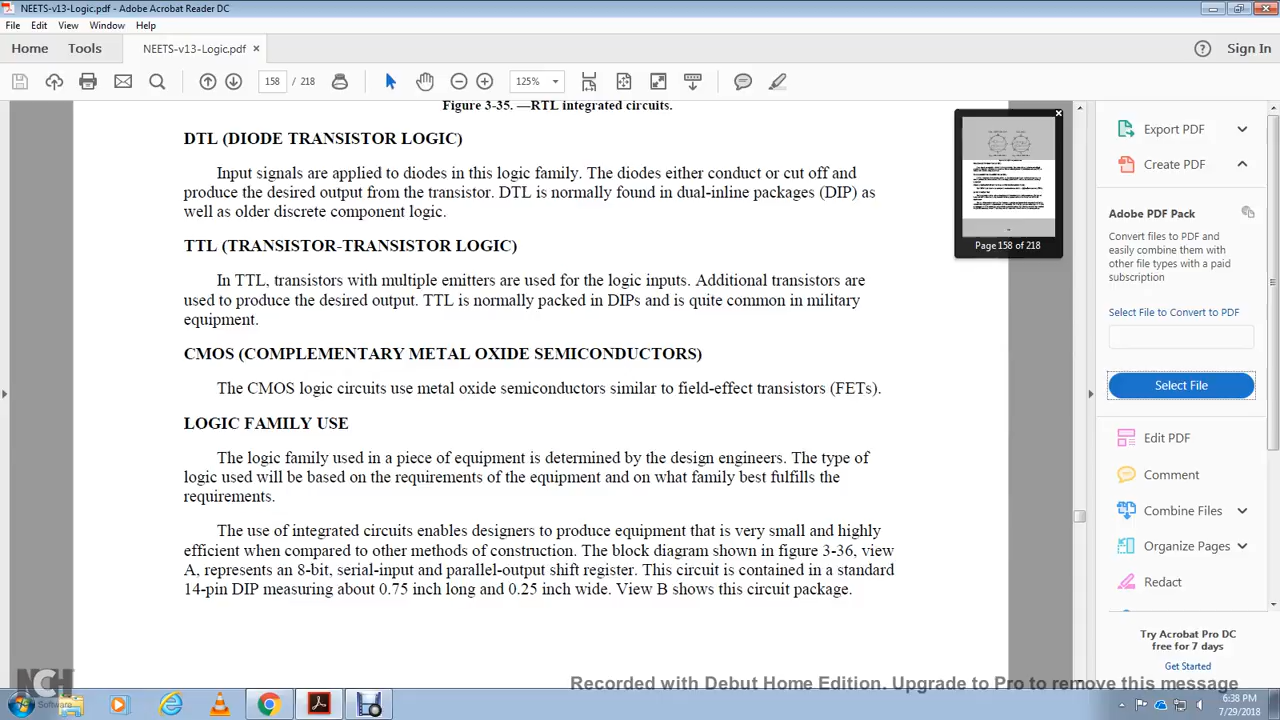 NEETS-v13-Logic.pdf - Adobe Acrobat Reader DC
File Edit View Window Help
Home Tools NEETS-v13-Logic.pdf × Sign In
158 / 218 125%
Figure 3-35. —RTL integrated circuits.
DTL (DIODE TRANSISTOR LOGIC)
Input signals are applied to diodes in this logic family. The diodes either conduct or cut off and
produce the desired output from the transistor. DTL is normally found in dual-inline packages (DIP) as
well as older discrete component logic.
TTL (TRANSISTOR-TRANSISTOR LOGIC)
In TTL, transistors with multiple emitters are used for the logic inputs. Additional transistors are
used to produce the desired output. TTL is normally packed in DIPs and is quite common in military
equipment.
CMOS (COMPLEMENTARY METAL OXIDE SEMICONDUCTORS)
The CMOS logic circuits use metal oxide semiconductors similar to field-effect transistors (FETs).
LOGIC FAMILY USE
The logic family used in a piece of equipment is determined by the design engineers. The type of
logic used will be based on the requirements of the equipment and on what family best fulfills the
requirements.
The use of integrated circuits enables designers to produce equipment that is very small and highly
efficient when compared to other methods of construction. The block diagram shown in figure 3-36, view
A, represents an 8-bit, serial-input and parallel-output shift register. This circuit is contained in a standard
14-pin DIP measuring about 0.75 inch long and 0.25 inch wide. View B shows this circuit package.
Page 158 of 218
Export PDF
Create PDF
Adobe PDF Pack
Convert files to PDF and
easily combine them with
other file types with a paid
subscription
Select File to Convert to PDF
Select File
Edit PDF
Comment
Combine Files
Organize Pages
Redact
Try Acrobat Pro DC
free for 7 days
Get Started
NCH
Software
Recorded with Debut Home Edition. Upgrade to Pro to remove this message
6:38 PM
7/29/2018